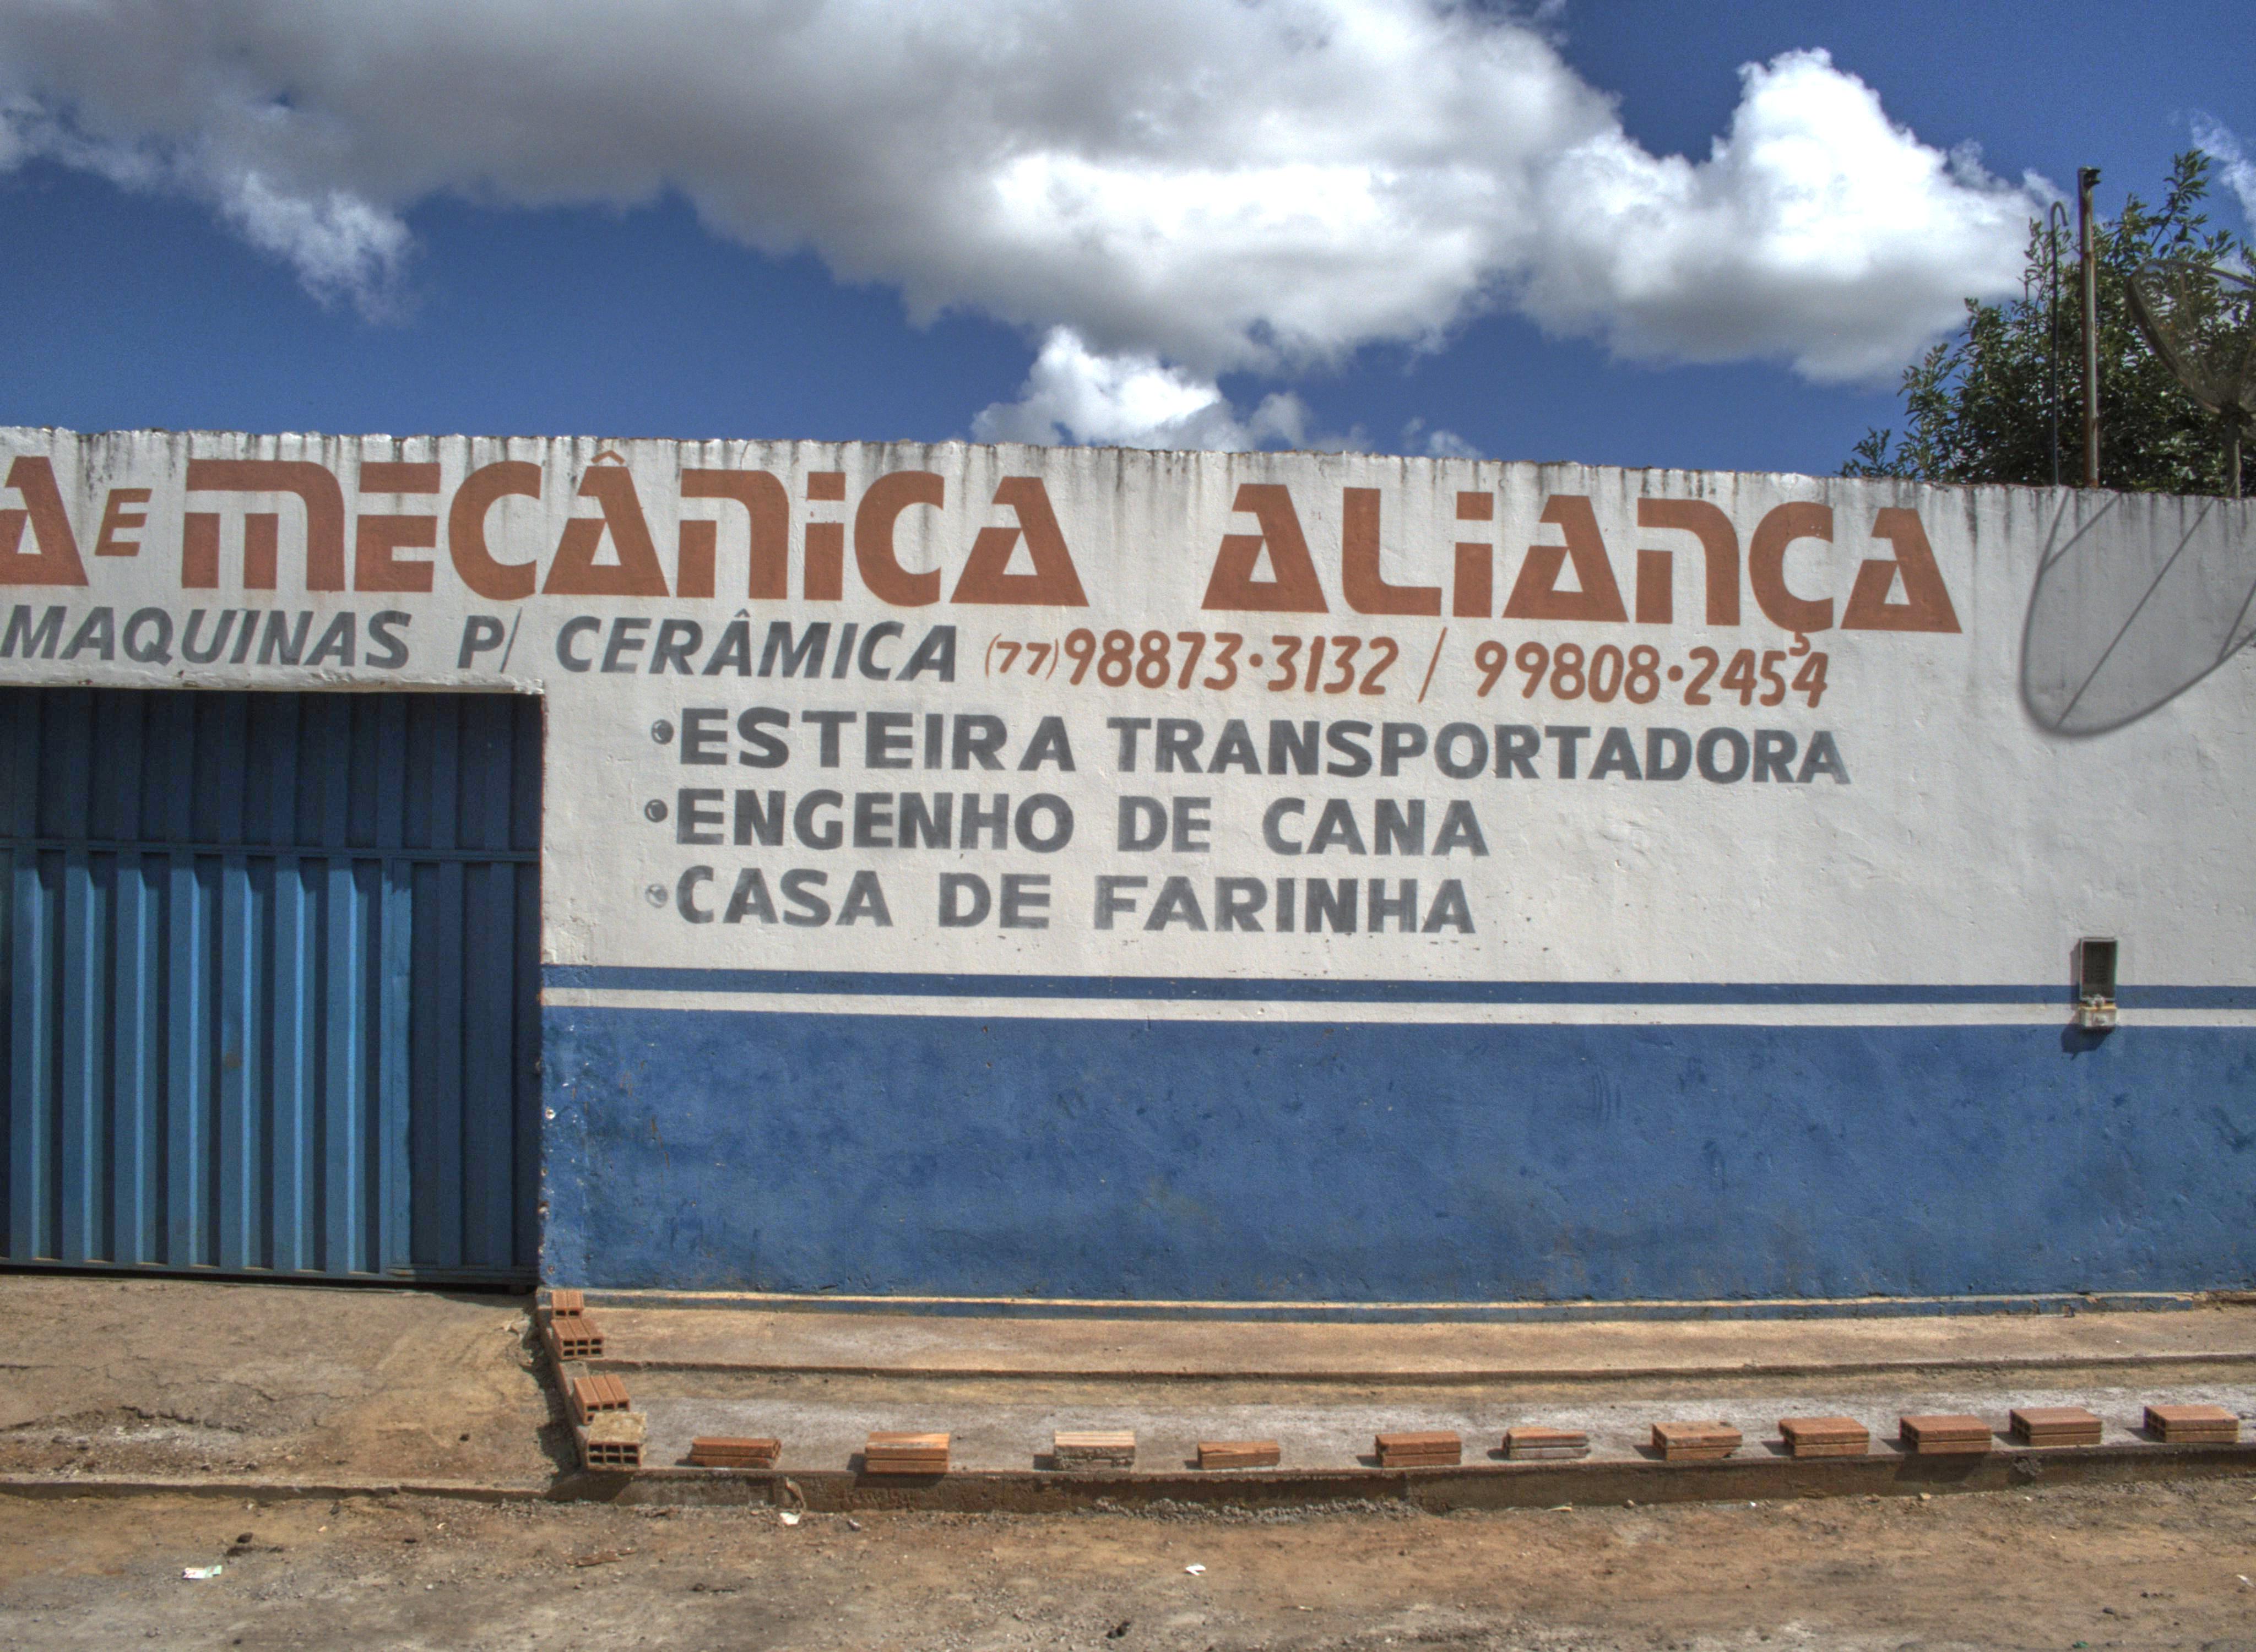 A E MECÂNICA ALIANÇA
MAQUINAS P/ CERÂMICA (77)98873·3132 / 99808·2454
•ESTEIRA TRANSPORTADORA
•ENGENHO DE CANA
•CASA DE FARINHA